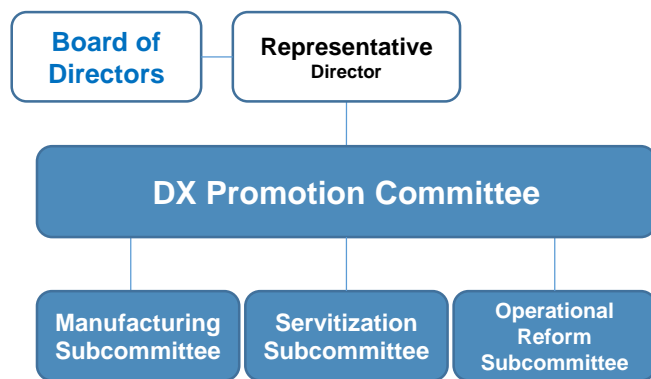 Board of
Directors
Representative
Director
DX Promotion Committee
Manufacturing
Subcommittee
Servitization
Subcommittee
Operational
Reform
Subcommittee